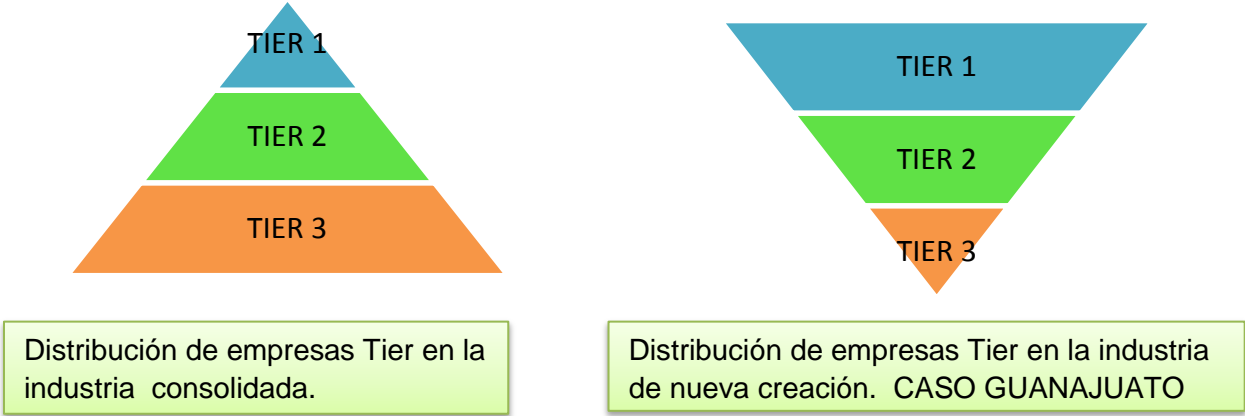 TIER 1
TIER 2
TIER 3
Distribución de empresas Tier en la
industria consolidada.
TIER 1
TIER 2
TIER 3
Distribución de empresas Tier en la industria
de nueva creación. CASO GUANAJUATO